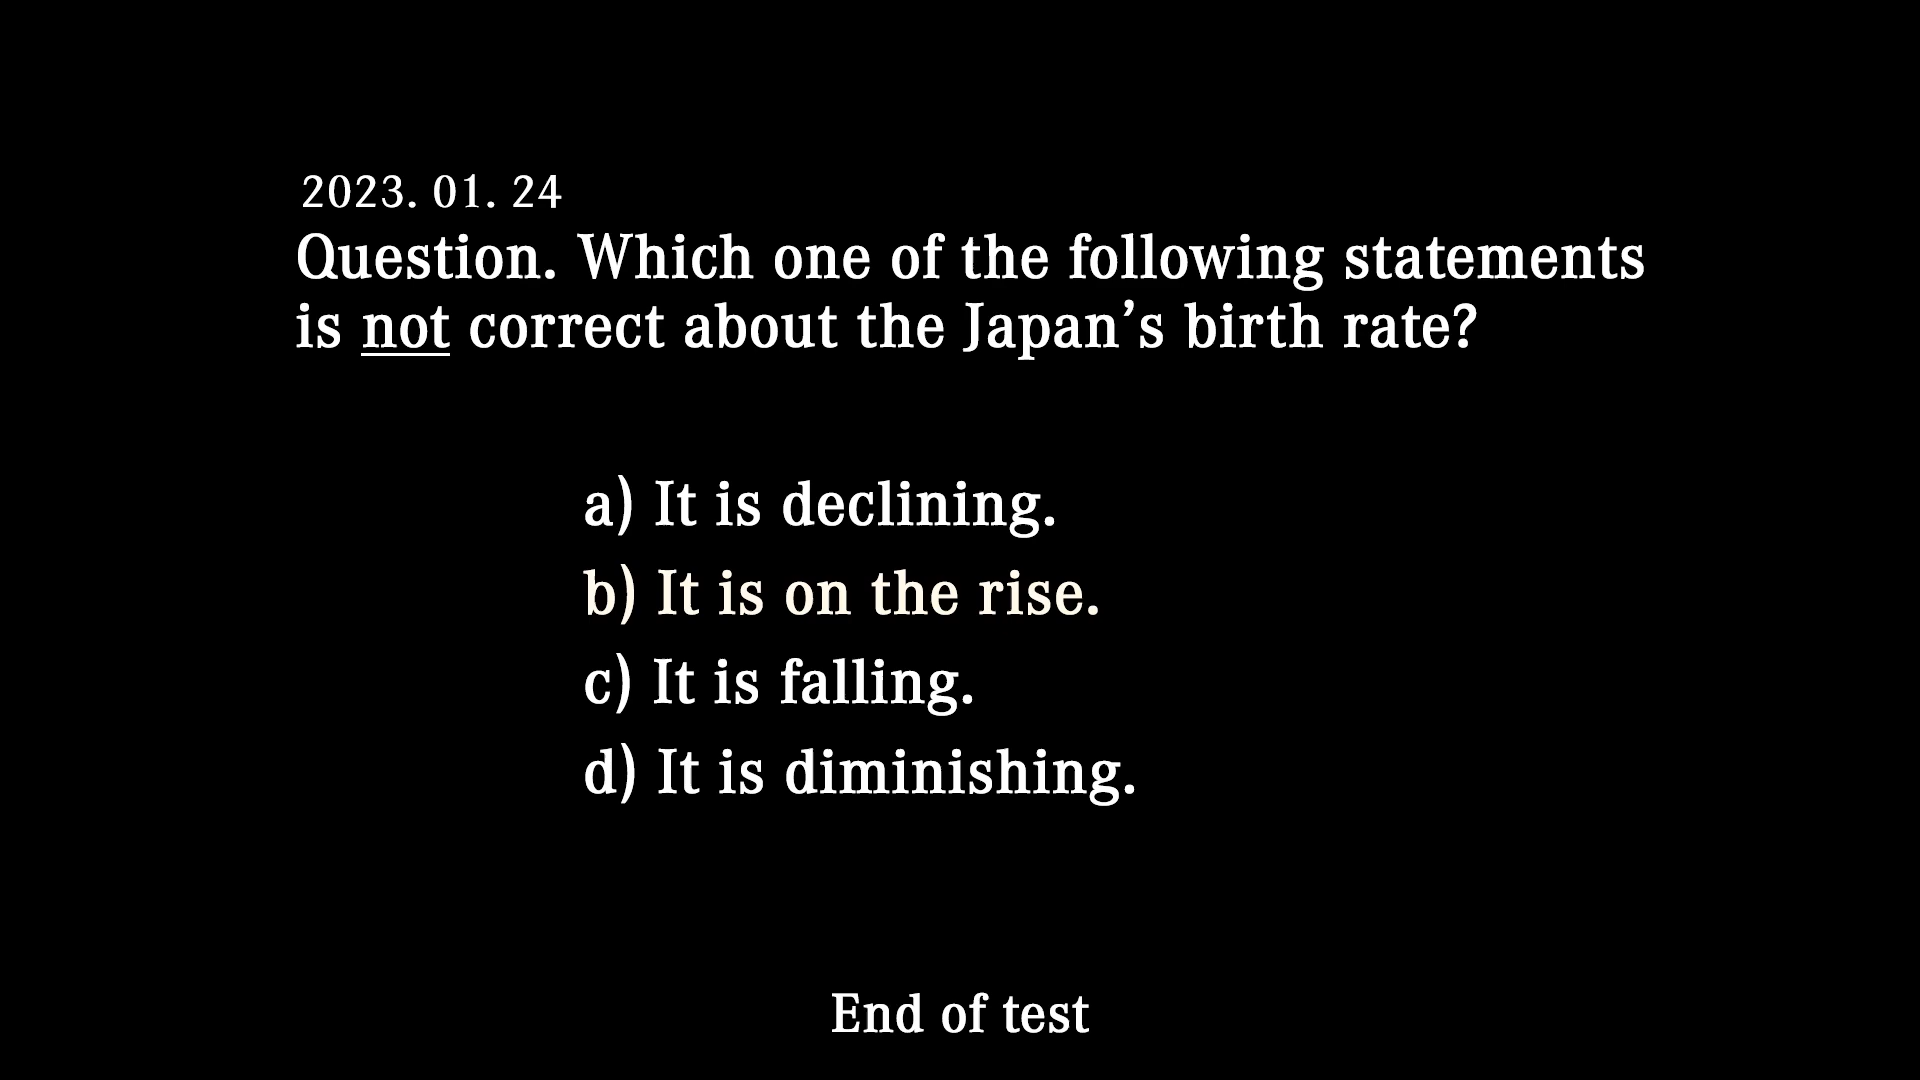 2023. 01. 24
Question. Which one of the following statements
is not correct about the Japan’s birth rate?
a) It is declining.
b) It is on the rise.
c) It is falling.
d) It is diminishing.
End of test